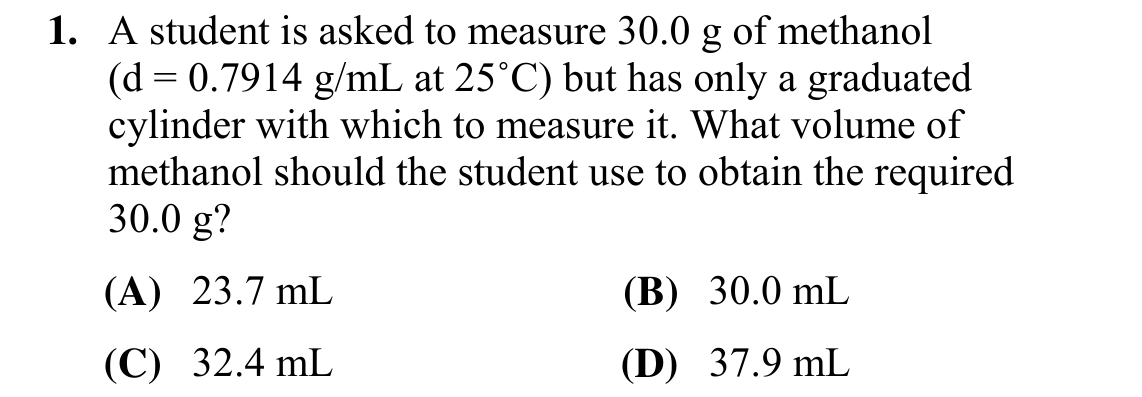 1. A student is asked to measure 30.0 g of methanol
(d = 0.7914 g/mL at 25˚C) but has only a graduated
cylinder with which to measure it. What volume of
methanol should the student use to obtain the required
30.0 g?
(A) 23.7 mL (B) 30.0 mL
(C) 32.4 mL (D) 37.9 mL